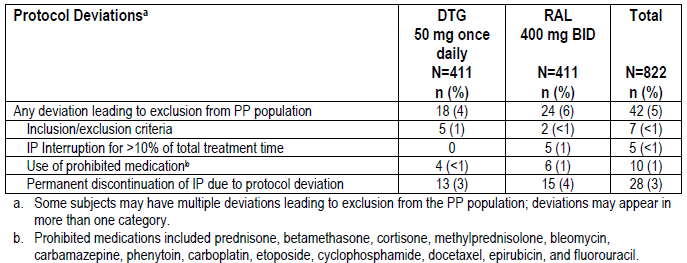 Protocol Deviationsa DTG RAL Total
50 mg once 400 mg BID
daily
N=411 N=411 N=822
n (%) n (%) n (%)
Any deviation leading to exclusion from PP population 18 (4) 24 (6) 42 (5)
Inclusion/exclusion criteria 5 (1) 2 (<1) 7 (<1)
IP Interruption for >10% of total treatment time 0 5 (1) 5 (<1)
Use of prohibited medicationb 4 (<1) 6 (1) 10 (1)
Permanent discontinuation of IP due to protocol deviation 13 (3) 15 (4) 28 (3)
a. Some subjects may have multiple deviations leading to exclusion from the PP population; deviations may appear in
more than one category.
b. Prohibited medications included prednisone, betamethasone, cortisone, methylprednisolone, bleomycin,
carbamazepine, phenytoin, carboplatin, etoposide, cyclophosphamide, docetaxel, epirubicin, and fluorouracil.